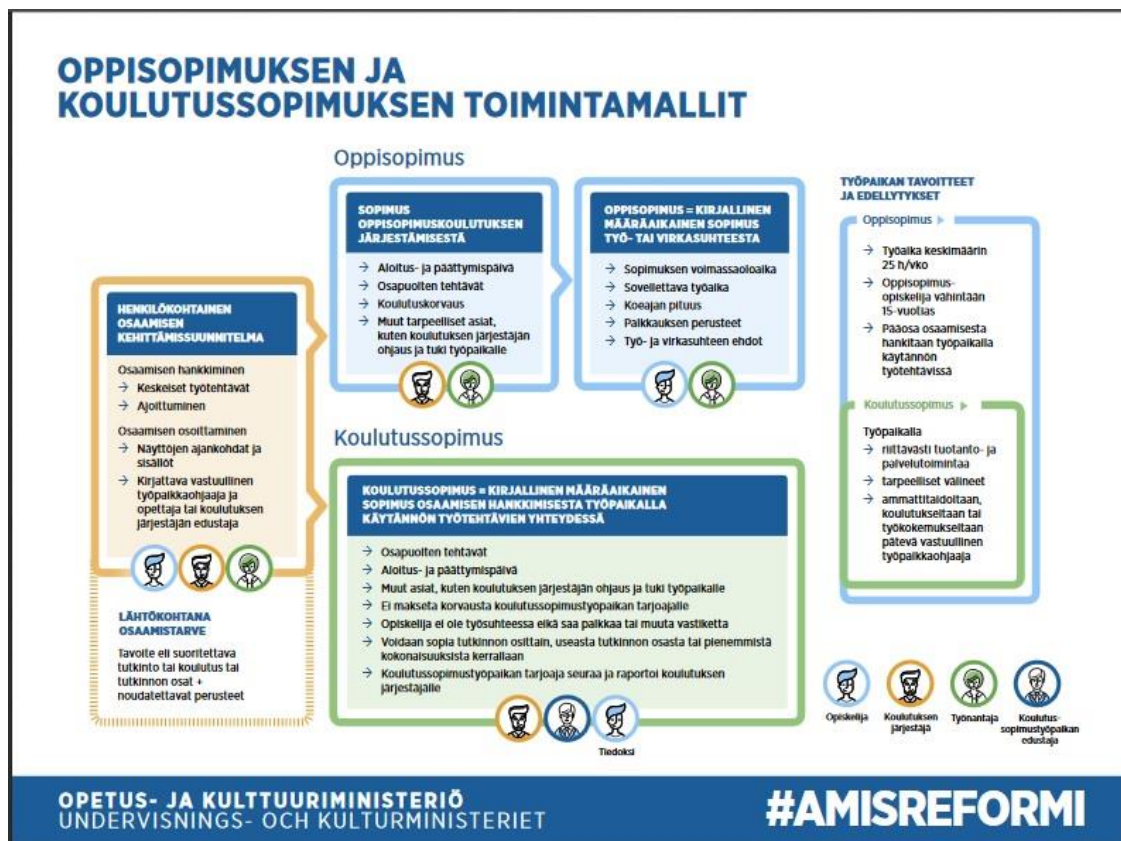 OPPISOPIMUKSEN JA
KOULUTUSSOPIMUKSEN TOIMINTAMALLIT
HENKILÖKOHTAINEN
OSAAMISEN
KEHITTÄMISSUUNNITELMA
Osaamisen hankkiminen
→ Keskeiset työtehtävät
→ Ajoittuminen
Osaamisen osoittaminen
→ Näyttöjen ajankohdat ja
sisällöt
→ Kirjattava vastuullinen
työpaikkaohjaaja ja
opettaja tai koulutuksen
järjestäjän edustaja
LÄHTÖKOHTANA
OSAAMISTARVE
Tavoite eli suoritettava
tutkinto tai koulutus tai
tutkinnon osat +
noudatettavat perusteet
Oppisopimus
SOPIMUS
OPPISOPIMUSKOULUTUKSEN
JÄRJESTÄMISESTÄ
→ Aloitus- ja päättymispäivä
→ Osapuolten tehtävät
→ Koulutuskorvaus
→ Muut tarpeelliset asiat,
kuten koulutuksen järjestäjän
ohjaus ja tuki työpaikalle
OPPISOPIMUS = KIRJALLINEN
MÄÄRÄAIKAINEN SOPIMUS
TYÖ- TAI VIRKASUHTEESTA
→ Sopimuksen voimassaoloaika
→ Sovellettava työaika
→ Koeajan pituus
→ Palkkauksen perusteet
→ Työ- ja virkasuhteen ehdot
Koulutussopimus
KOULUTUSSOPIMUS = KIRJALLINEN MÄÄRÄAIKAINEN
SOPIMUS OSAAMISEN HANKKIMISESTA TYÖPAIKALLA
KÄYTÄNNÖN TYÖTEHTÄVIEN YHTEYDESSÄ
→ Osapuolten tehtävät
→ Aloitus- ja päättymispäivä
→ Muut asiat, kuten koulutuksen järjestäjän ohjaus ja tuki työpaikalle
→ Ei makseta korvausta koulutussopimustyöpaikan tarjoajalle
→ Opiskelija ei ole työsuhteessa eikä saa palkkaa tai muuta vastiketta
→ Voidaan sopia tutkinnon osittain, useasta tutkinnon osasta tai pienemmistä
kokonaisuuksista kerrallaan
→ Koulutussopimustyöpaikan tarjoaja seuraa ja raportoi koulutuksen
järjestäjälle
Tiedoksi
TYÖPAIKAN TAVOITTEET
JA EDELLYTYKSET
Oppisopimus
→ Työaika keskimäärin
25 h/vko
→ Oppisopimus-
opiskelija vähintään
15-vuotias
→ Pääosa osaamisesta
hankitaan työpaikalla
käytännön
työtehtävissä
Koulutussopimus
Työpaikalla
→ riittävästi tuotanto- ja
palvelutoimintaa
→ tarpeelliset välineet
→ ammattitaidoltaan,
koulutukseltaan tai
työkokemukseltaan
pätevä vastuullinen
työpaikkaohjaaja
Opiskelija
Koulutuksen
järjestäjä
Työnantaja
Koulutus-
sopimustyöpaikan
edustaja
OPETUS- JA KULTTUURIMINISTERIÖ
UNDERVISNINGS- OCH KULTURMINISTERIET
#AMISREFORMI